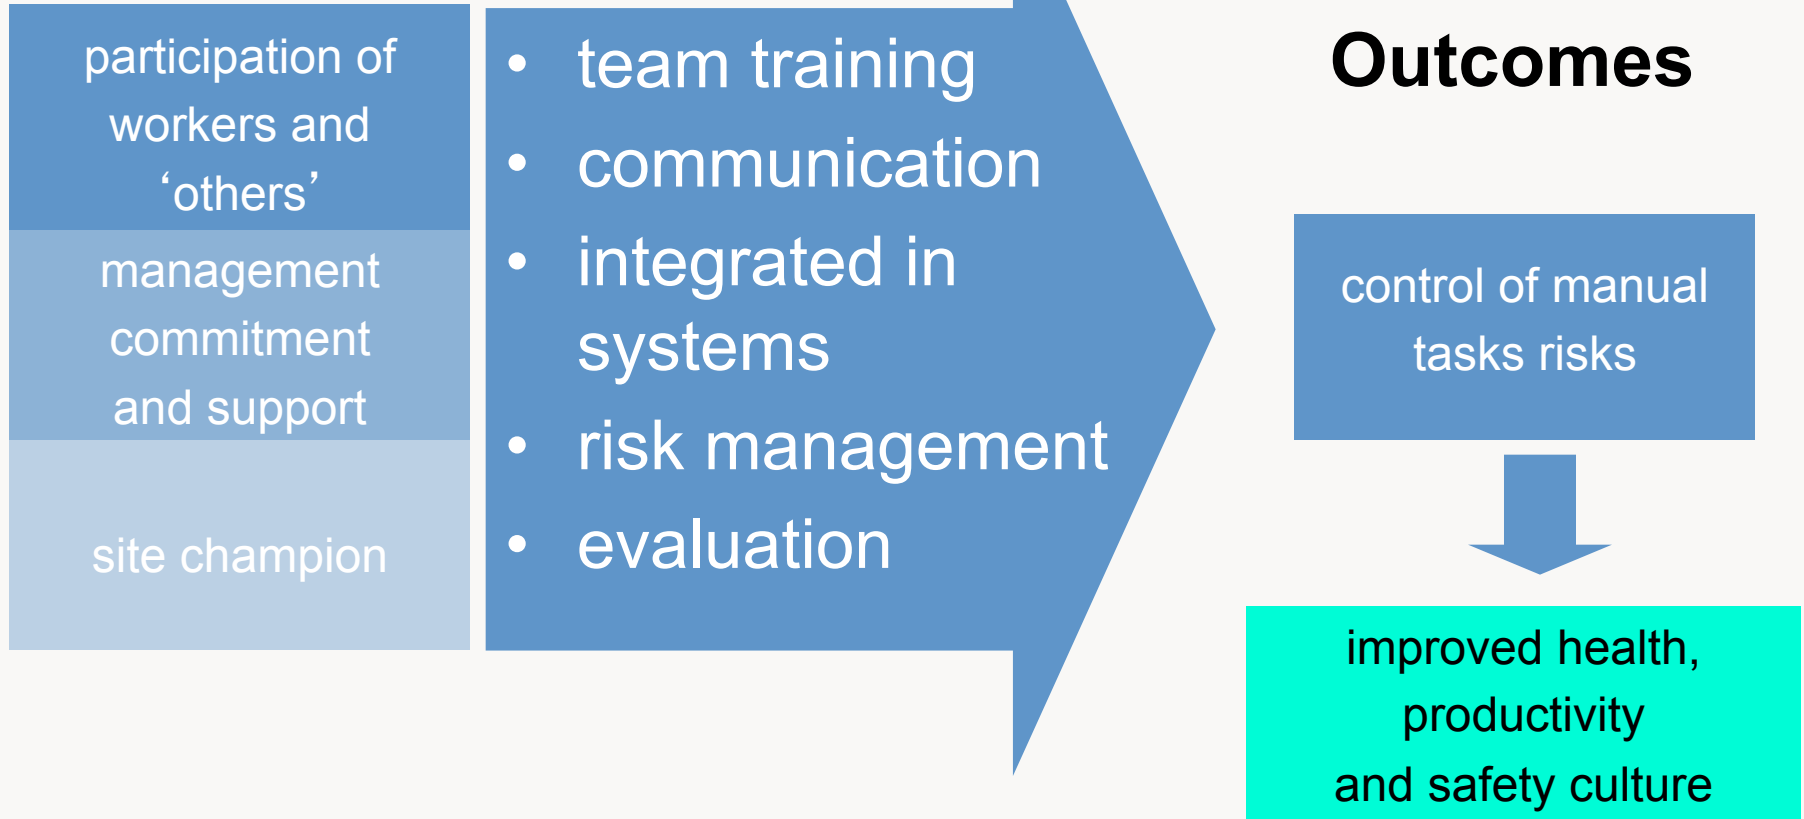 participation of
workers and
‘others’
management
commitment
and support
site champion
• team training
• communication
• integrated in
systems
• risk management
• evaluation
Outcomes
control of manual
tasks risks
improved health,
productivity
and safety culture